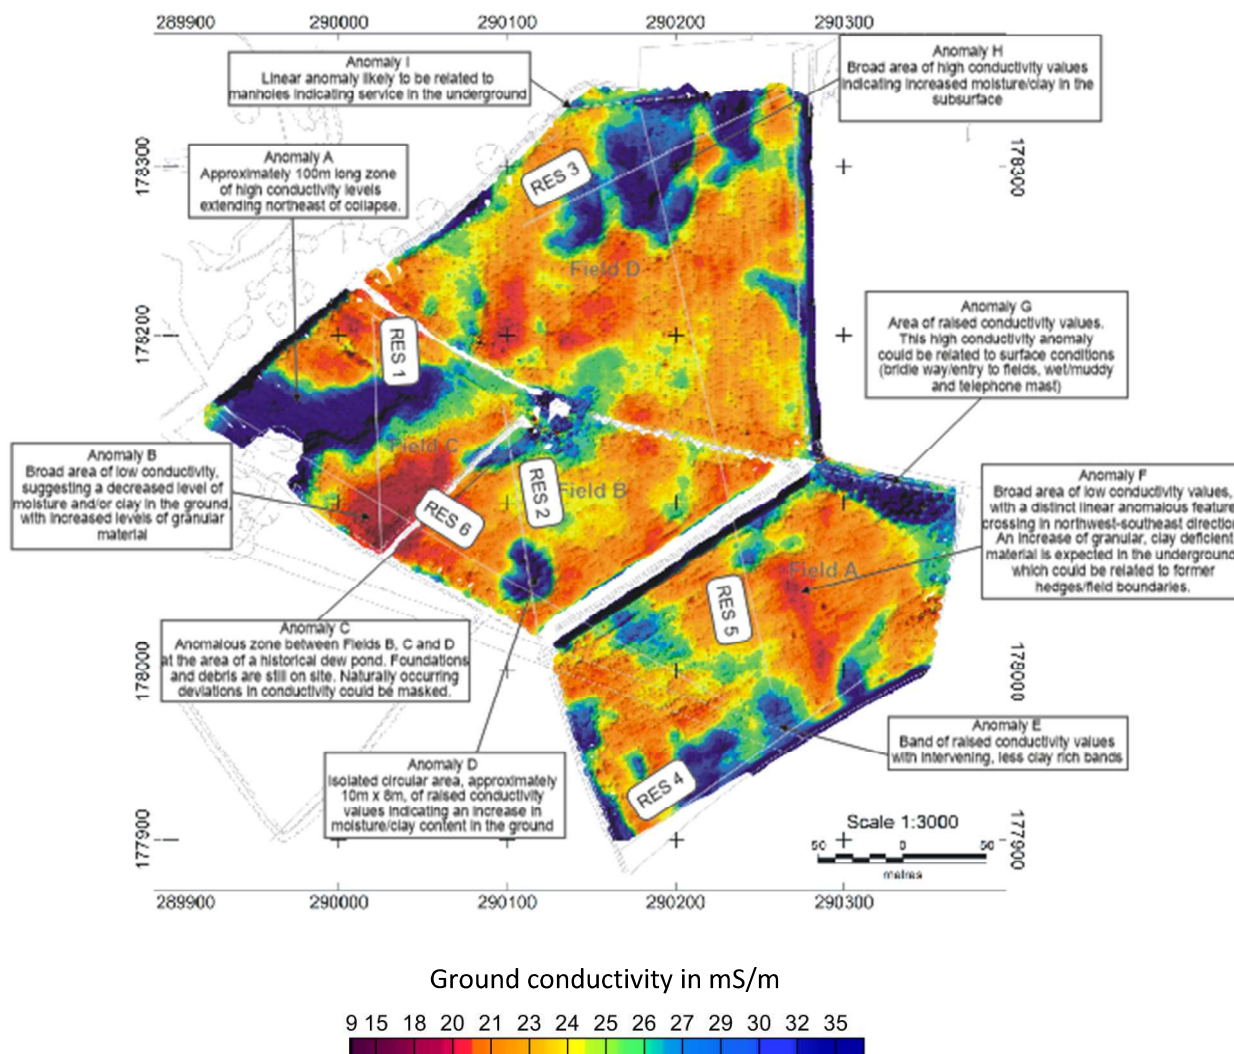 289900 290000 290100 290200 290300
Anomaly I
Linear anomaly likely to be related to
manholes indicating service in the underground
Anomaly H
Broad area of high conductivity values
indicating increased moisture/clay in the
subsurface
Anomaly A
Approximately 100m long zone
of high conductivity levels
extending northeast of collapse.
178300
178300
RES 3
Field D
Anomaly G
Area of raised conductivity values.
This high conductivity anomaly
could be related to surface conditions
(bridle way/entry to fields, wet/muddy
and telephone mast)
178200
RES 1
Field C
Anomaly B
Broad area of low conductivity,
suggesting a decreased level of
moisture and/or clay in the ground,
with increased levels of granular
material
RES 6
RES 2
Field B
Anomaly F
Broad area of low conductivity values,
with a distinct linear anomalous feature
crossing in northwest-southeast direction
An increase of granular, clay deficient
material is expected in the underground
which could be related to former
hedges/field boundaries.
Field A
RES 5
Anomaly C
Anomalous zone between Fields B, C and D
at the area of a historical dew pond. Foundations
and debris are still on site. Naturally occurring
deviations in conductivity could be masked.
178000
178000
Anomaly E
Band of raised conductivity values
with intervening, less clay rich bands
Anomaly D
Isolated circular area, approximately
10m x 8m, of raised conductivity
values indicating an increase in
moisture/clay content in the ground
RES 4
177900
177900
Scale 1:3000
50 0 50
metres
289900 290000 290100 290200 290300
Ground conductivity in mS/m
9 15 18 20 21 23 24 25 26 27 29 30 32 35